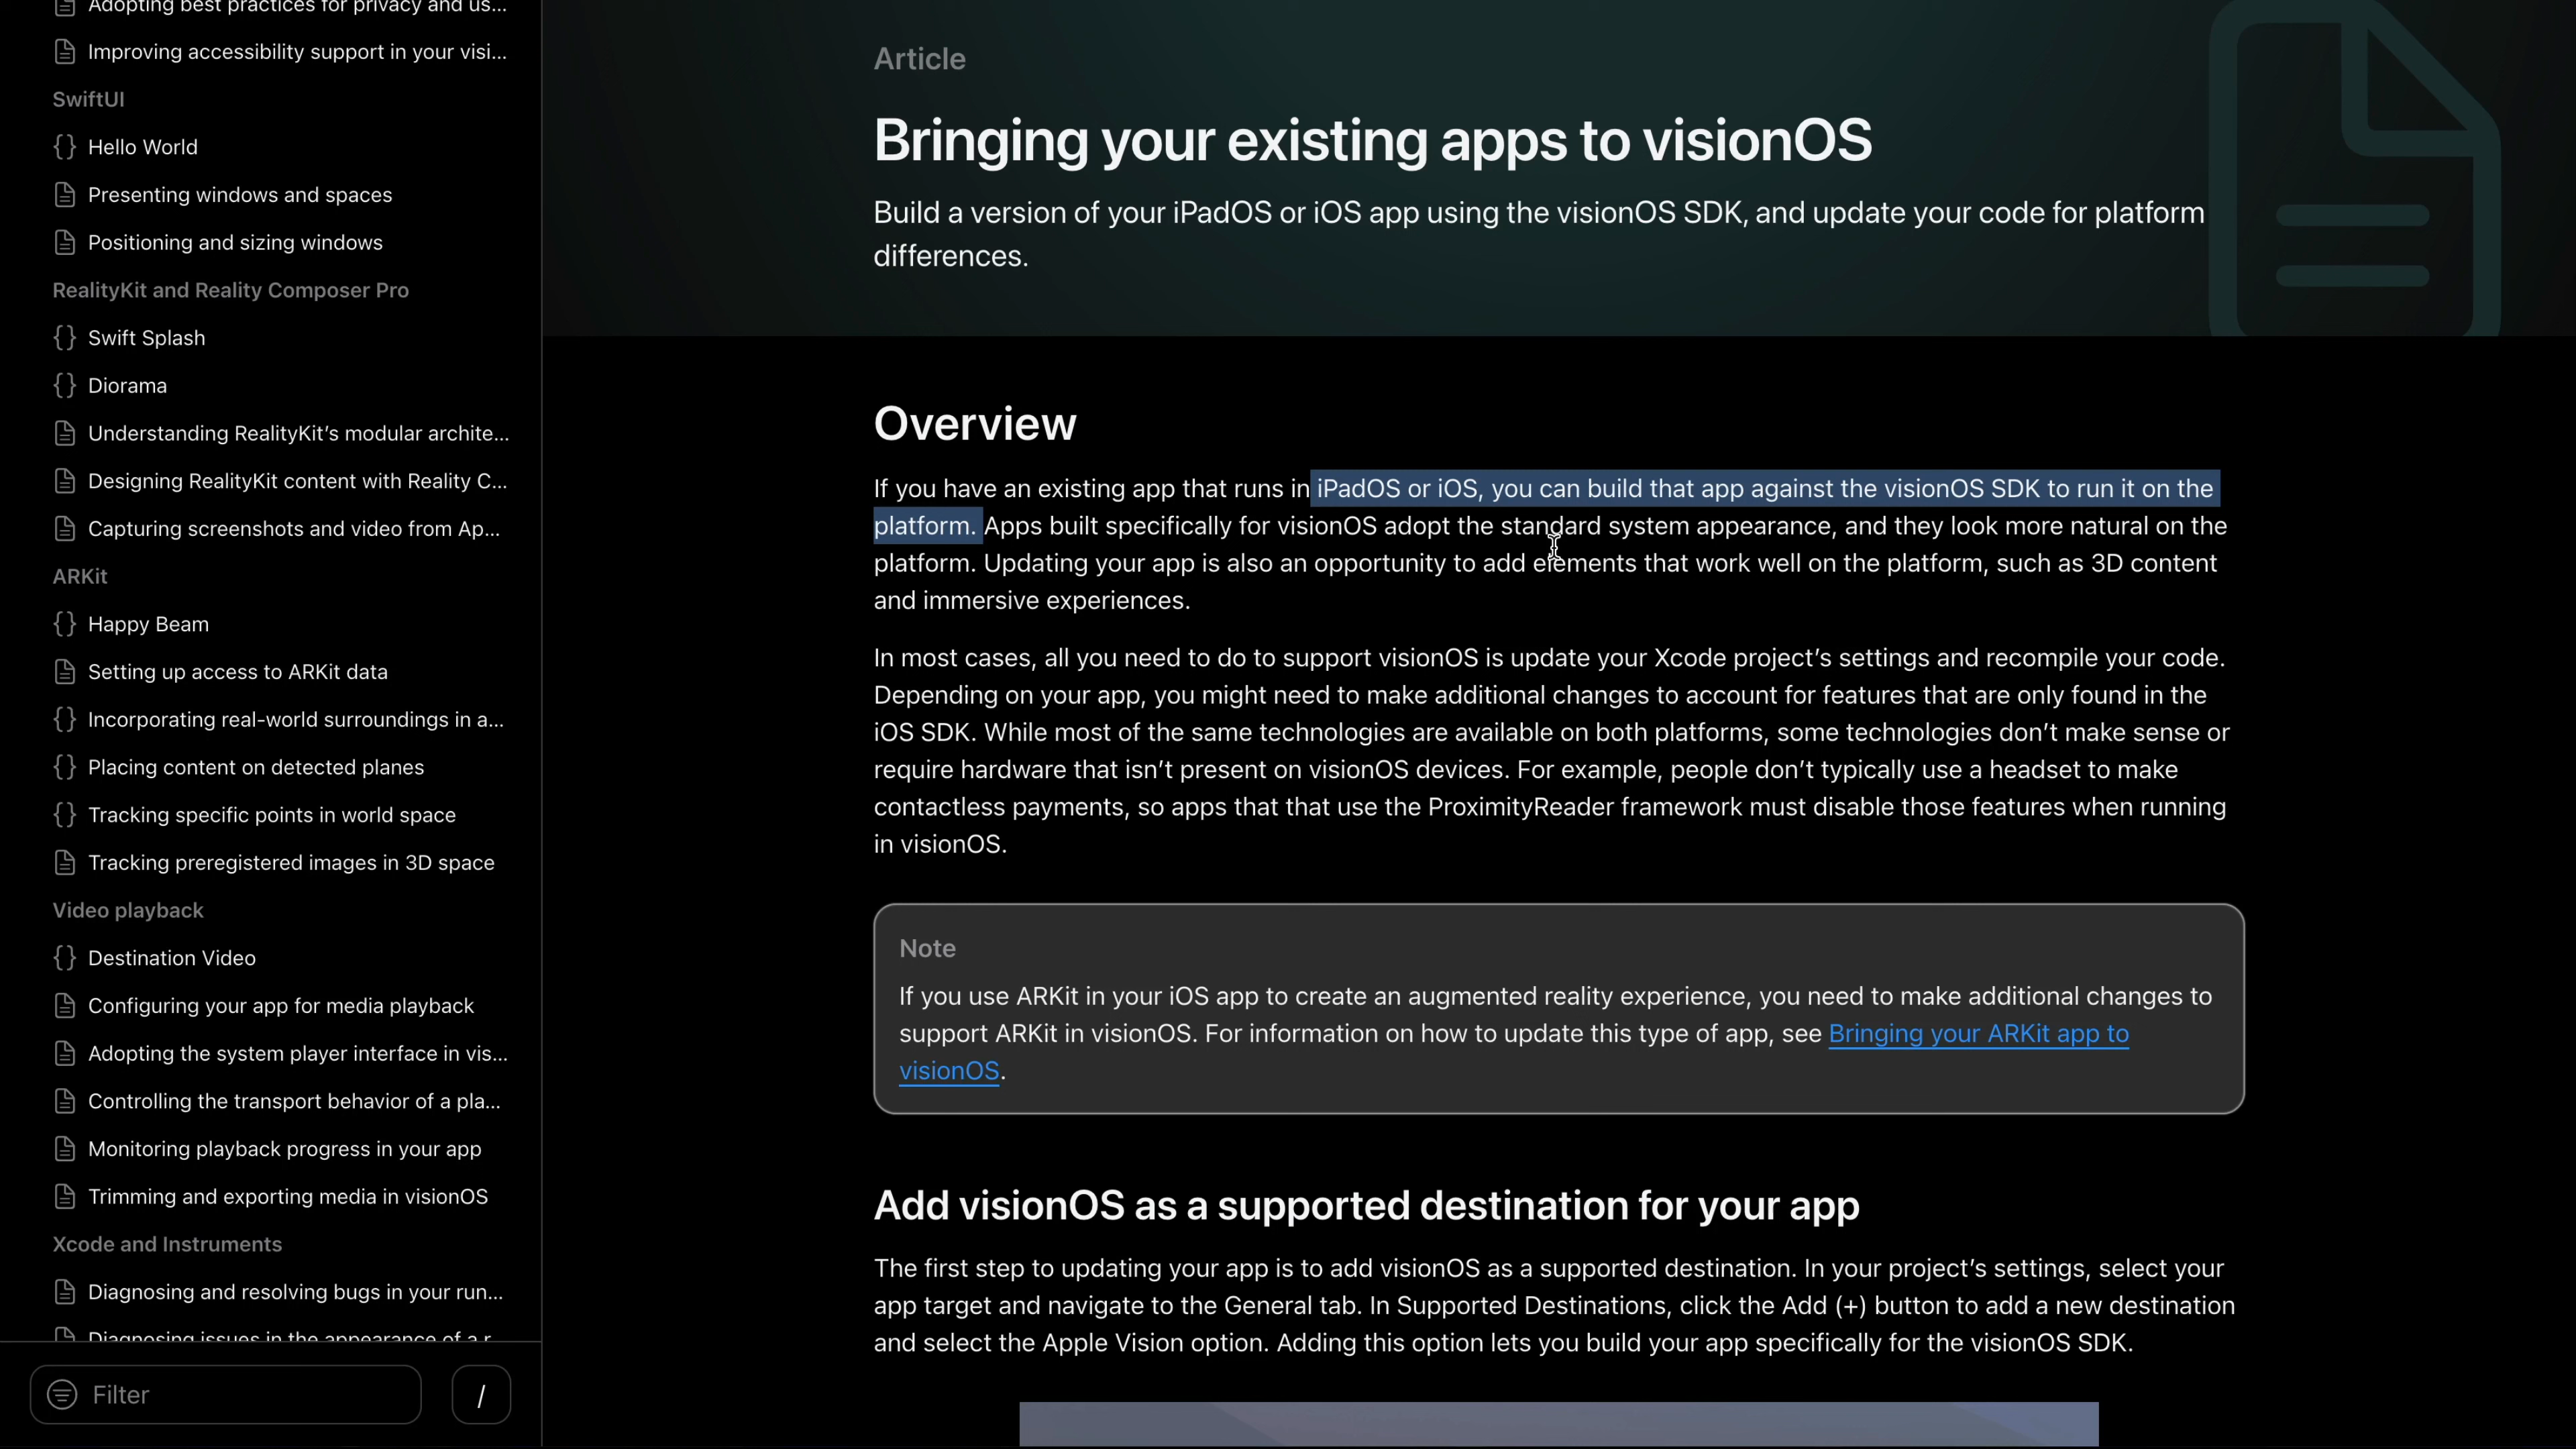 Adopting best practices for privacy and us...
Improving accessibility support in your visi...
SwiftUI
{} Hello World
Presenting windows and spaces
Positioning and sizing windows
RealityKit and Reality Composer Pro
{} Swift Splash
{} Diorama
Understanding RealityKit’s modular archite...
Designing RealityKit content with Reality C...
Capturing screenshots and video from Ap...
ARKit
{} Happy Beam
Setting up access to ARKit data
{} Incorporating real-world surroundings in a...
{} Placing content on detected planes
{} Tracking specific points in world space
Tracking preregistered images in 3D space
Video playback
{} Destination Video
Configuring your app for media playback
Adopting the system player interface in vis...
Controlling the transport behavior of a pla...
Monitoring playback progress in your app
Trimming and exporting media in visionOS
Xcode and Instruments
Diagnosing and resolving bugs in your run...
Diagnosing issues in the appearance of a r...
Filter
/
Article
Bringing your existing apps to visionOS
Build a version of your iPadOS or iOS app using the visionOS SDK, and update your code for platform
differences.
Overview
If you have an existing app that runs in iPadOS or iOS, you can build that app against the visionOS SDK to run it on the
platform. Apps built specifically for visionOS adopt the standard system appearance, and they look more natural on the
platform. Updating your app is also an opportunity to add elements that work well on the platform, such as 3D content
and immersive experiences.
In most cases, all you need to do to support visionOS is update your Xcode project’s settings and recompile your code.
Depending on your app, you might need to make additional changes to account for features that are only found in the
iOS SDK. While most of the same technologies are available on both platforms, some technologies don’t make sense or
require hardware that isn’t present on visionOS devices. For example, people don’t typically use a headset to make
contactless payments, so apps that that use the ProximityReader framework must disable those features when running
in visionOS.
Note
If you use ARKit in your iOS app to create an augmented reality experience, you need to make additional changes to
support ARKit in visionOS. For information on how to update this type of app, see Bringing your ARKit app to
visionOS.
Add visionOS as a supported destination for your app
The first step to updating your app is to add visionOS as a supported destination. In your project’s settings, select your
app target and navigate to the General tab. In Supported Destinations, click the Add (+) button to add a new destination
and select the Apple Vision option. Adding this option lets you build your app specifically for the visionOS SDK.